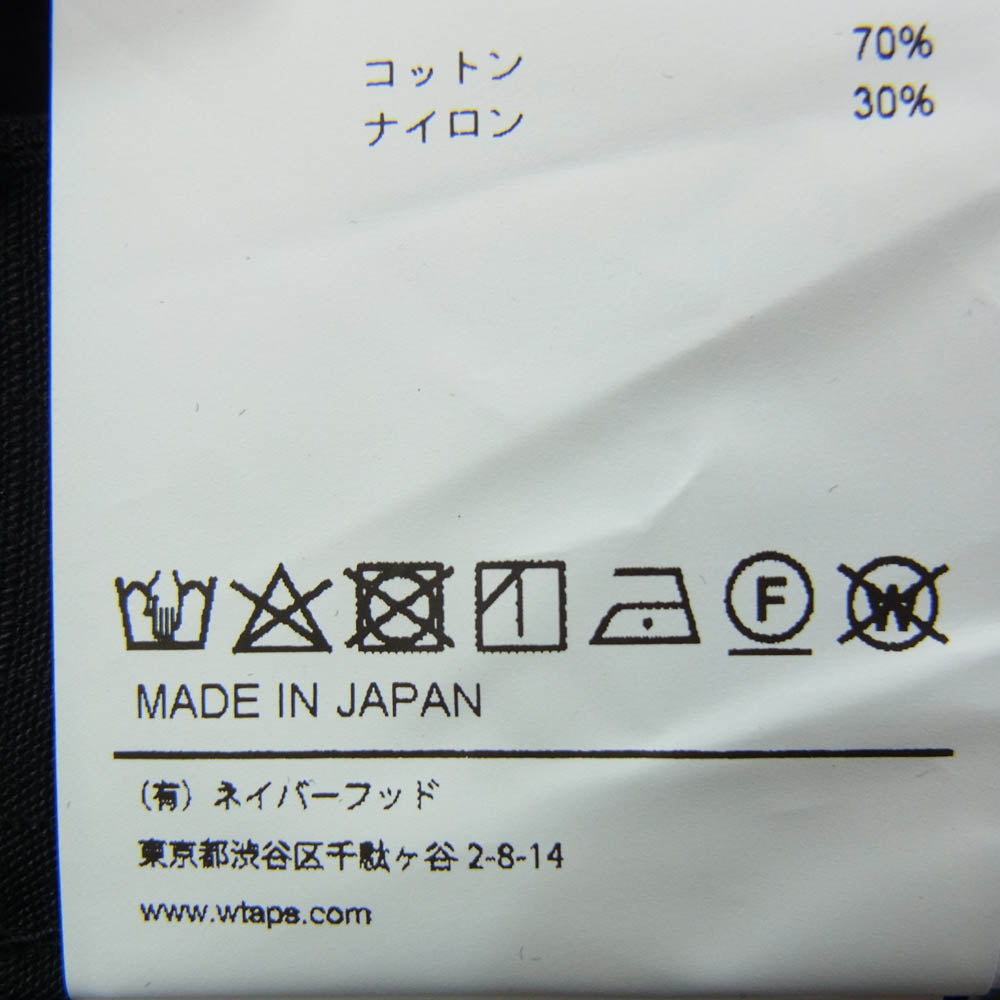 コットン 70%
ナイロン 30%
F W
MADE IN JAPAN
(有) ネイバーフッド
東京都渋谷区千駄ヶ谷 2-8-14
www.wtaps.com